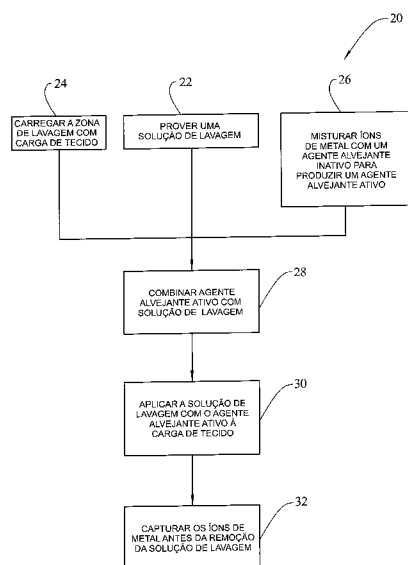 20
24
22
26
CARREGAR A ZONA
DE LAVAGEM COM
CARGA DE TECIDO
PROVER UMA
SOLUÇÃO DE LAVAGEM
MISTURAR ÍONS
DE METAL COM UM
AGENTE ALVEJANTE
INATIVO PARA
PRODUZIR UM AGENTE
ALVEJANTE ATIVO
28
COMBINAR AGENTE
ALVEJANTE ATIVO COM
SOLUÇÃO DE LAVAGEM
30
APLICAR A SOLUÇÃO DE
LAVAGEM COM O AGENTE
ALVEJANTE ATIVO À
CARGA DE TECIDO
32
CAPTURAR OS ÍONS DE
METAL ANTES DA REMOÇÃO
DA SOLUÇÃO DE LAVAGEM